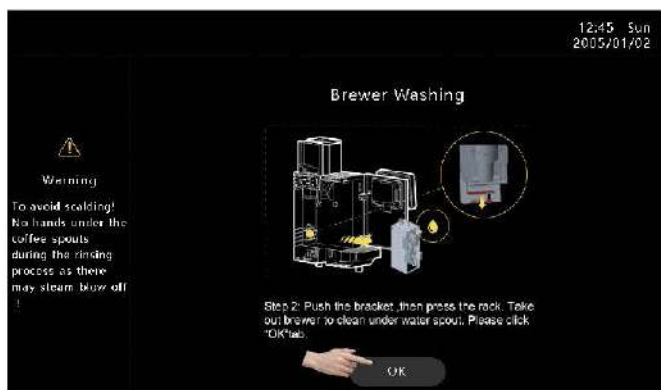 12:45 Sun
2005/01/02
Brewer Washing
Warning
To avoid scalding!
No hands under the
coffee spouts
during the rinsing
process as there
may steam blow off
!
Step 2: Push the bracket ,then press the rack. Take
out brewer to clean under water spout. Please click
"OK"tab.
OK